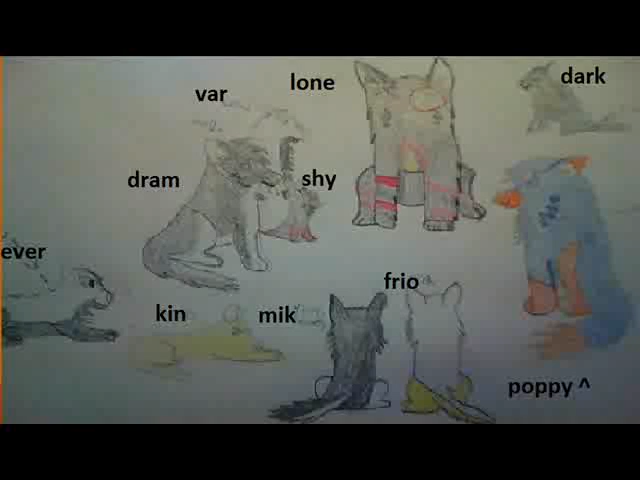 dark
lone
var
dram
shy
ever
frio
kin
mik
poppy ^